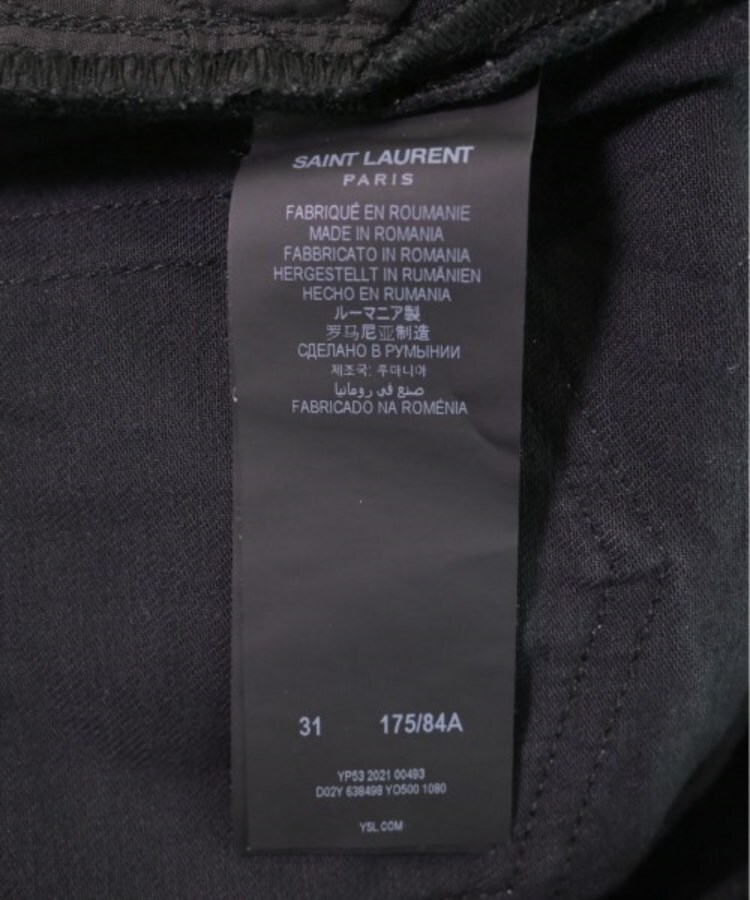 SAINT LAURENT
PARIS
FABRIQUÉ EN ROUMANIE
MADE IN ROMANIA
FABBRICATO IN ROMANIA
HERGESTELLT IN RUMÄNIEN
HECHO EN RUMANIA
ルーマニア製
罗马尼亚制造
СДЕЛАНО В РУМЫНИИ
제조국: 루마니아
صنع في رومانيا
FABRICADO NA ROMÉNIA
31 175/84A
YP53 2021 00493
D02Y 638498 YO500 1080
YSL.COM